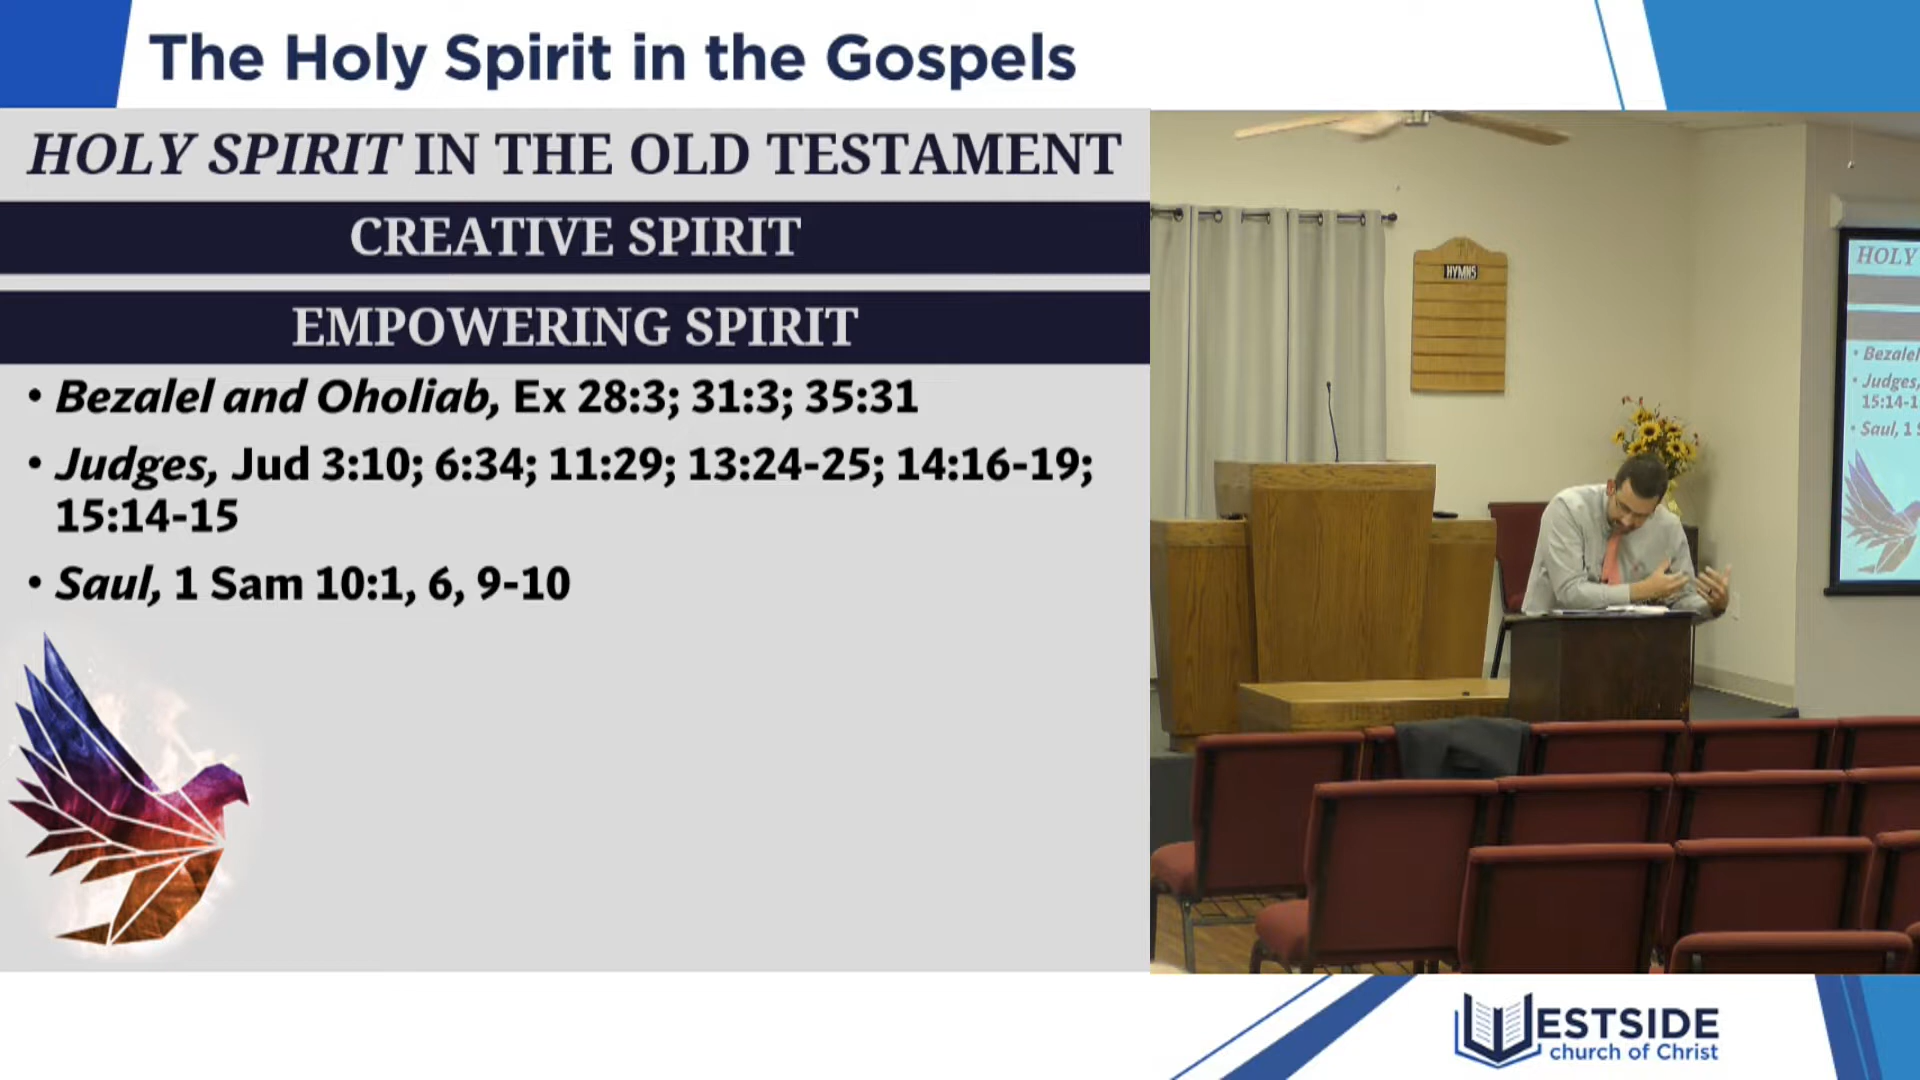 The Holy Spirit in the Gospels
HOLY SPIRIT IN THE OLD TESTAMENT
CREATIVE SPIRIT
EMPOWERING SPIRIT
• Bezalel and Oholiab, Ex 28:3; 31:3; 35:31
• Judges, Jud 3:10; 6:34; 11:29; 13:24-25; 14:16-19;
15:14-15
• Saul, 1 Sam 10:1, 6, 9-10
HYMNS
HOLY
• Bezalel
• Judges,
15:14-1
• Saul, 1
WESTSIDE
church of Christ